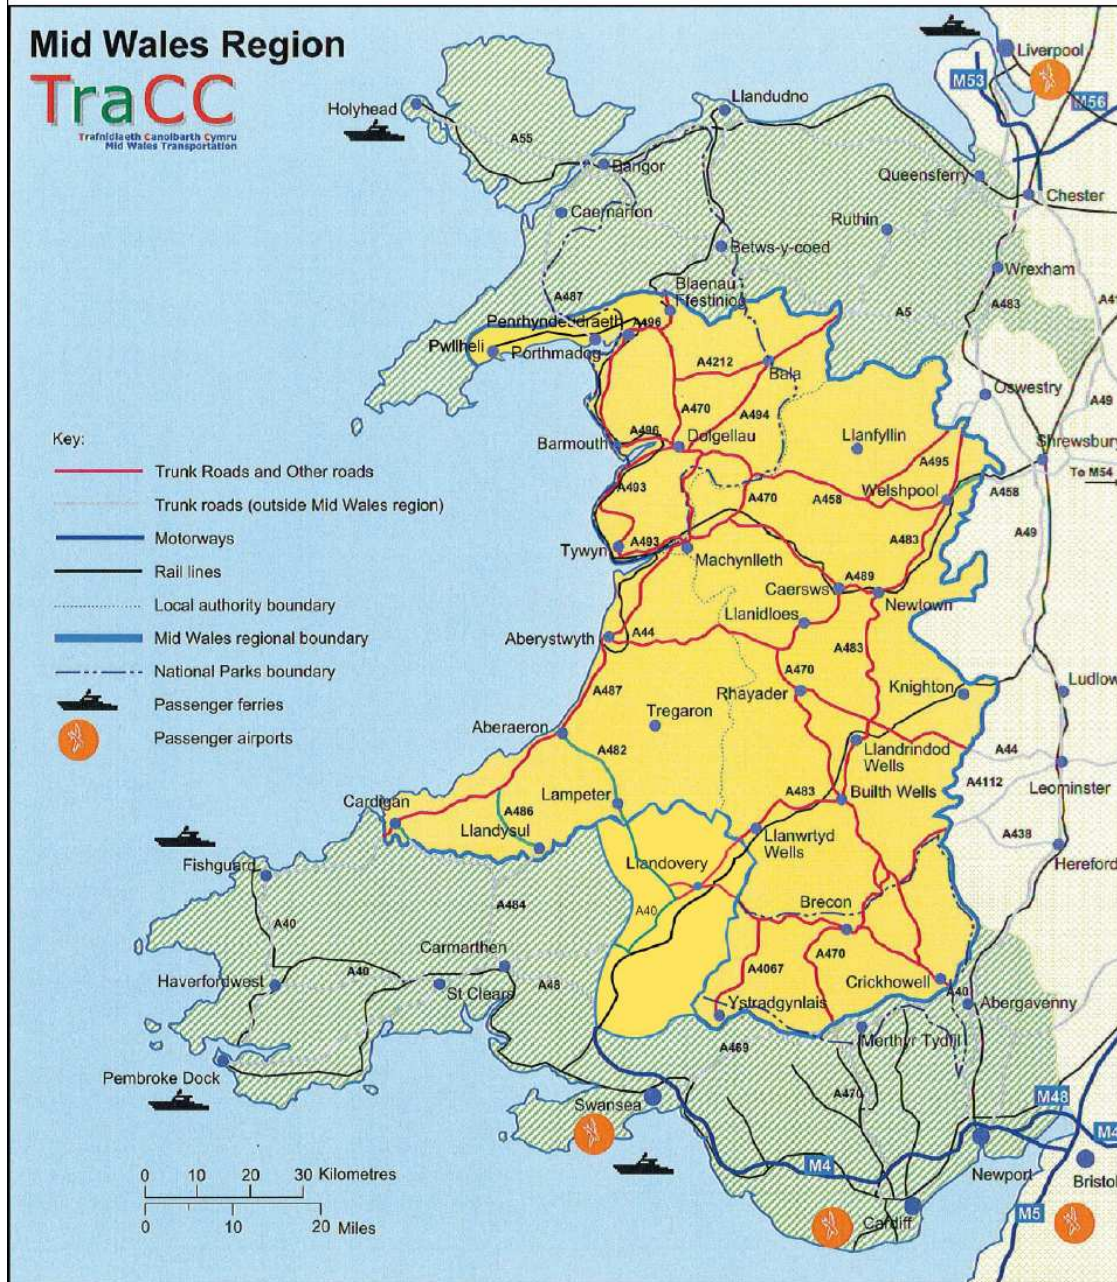 Mid Wales Region
TraCC
Trafnidiaeth Canolbarth Cymru
Mid Wales Transportation
Liverpool
M53
M56
Holyhead
Llandudno
A55
Bangor
Queensferry
Chester
Caernarfon
Ruthin
Betws-y-coed
Wrexham
Blaenau
Ffestiniog
A487
A5
A483
A496
Penrhyndeudraeth
Pwllheli
Porthmadog
A4212
Bala
Oswestry
A49
A470
A494
Key:
Barmouth
A496
Dolgellau
Llanfyllin
Shrewsbury
To M54
Trunk Roads and Other roads
A493
A470
A495
A458
Welshpool
A458
Trunk roads (outside Mid Wales region)
A49
Motorways
A493
Tywyn
Machynlleth
A483
Rail lines
A489
Caersws
Newtown
Local authority boundary
Llanidloes
Mid Wales regional boundary
Aberystwyth
A44
A483
National Parks boundary
A487
A470
Rhayader
Knighton
Ludlow
Passenger ferries
Tregaron
Passenger airports
Aberaeron
A482
Llandrindod
Wells
A44
A4112
Leominster
Cardigan
A486
Lampeter
A483
Builth Wells
Llandysul
Llanwrtyd
Wells
A438
Hereford
Fishguard
Llandovery
A484
A40
Brecon
A40
Carmarthen
A4067
A470
Haverfordwest
A40
St Clears
A48
Crickhowell
A40
Abergavenny
Ystradgynlais
Merthyr Tydfil
A469
Pembroke Dock
A470
M48
Swansea
M4
Newport
M4
Bristol
0 10 20 30 Kilometres
0 10 20 Miles
Cardiff
M5